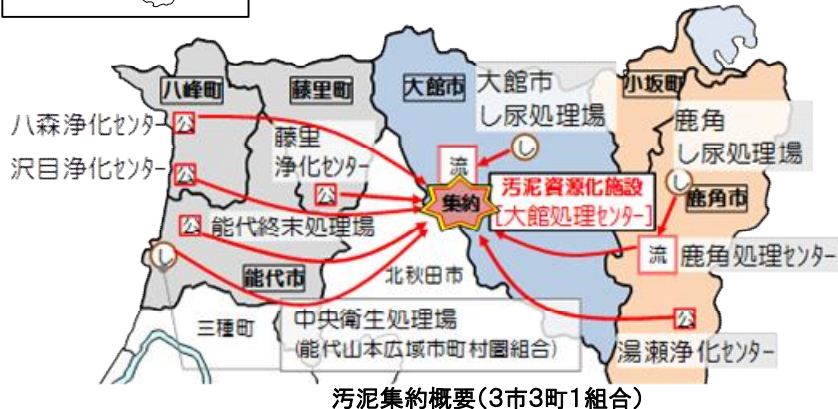 八峰町
藤里町
大館市
大館市
し尿処理場
小坂町
鹿角
し尿処理場
八森浄化センター
公
沢目浄化センター
公
藤里
浄化センター
公
流
し
集約
汚泥資源化施設
[大館処理センター]
し
鹿角市
公
能代終末処理場
し
能代市
北秋田市
流
鹿角処理センター
三種町
中央衛生処理場
(能代山本広域市町村圏組合)
公
湯瀬浄化センター
汚泥集約概要(3市3町1組合)